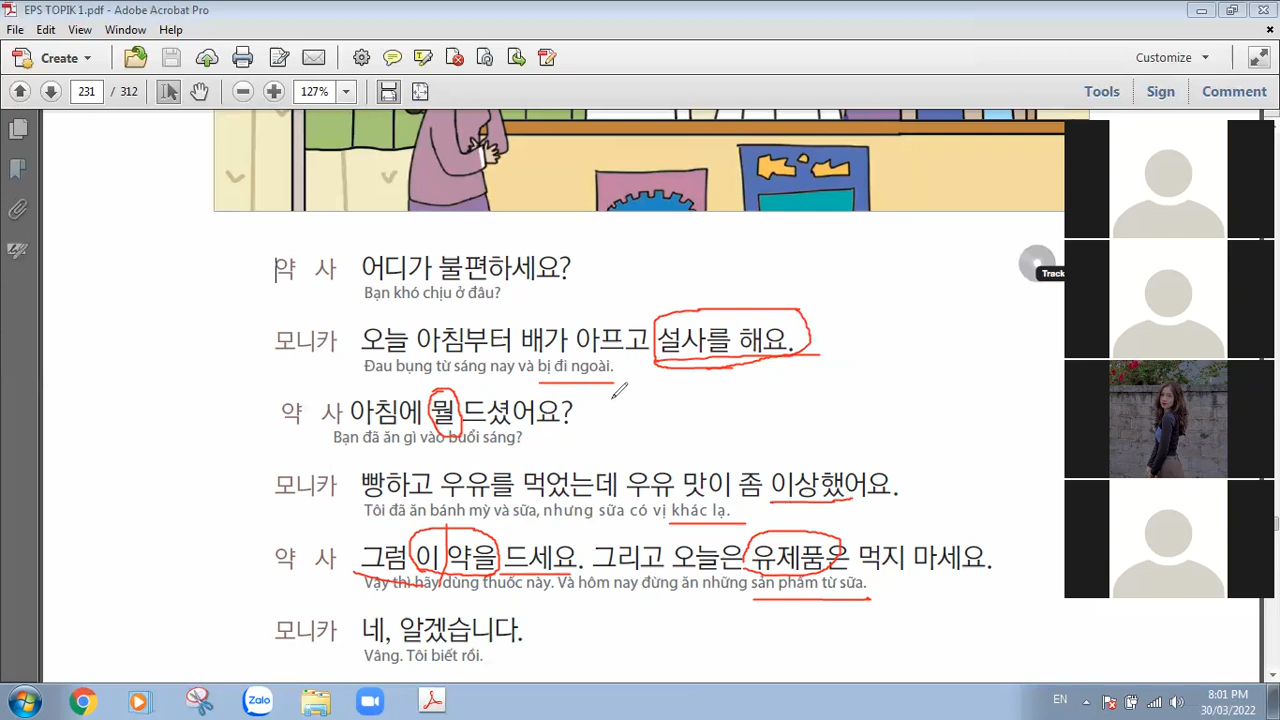 EPS TOPIK 1.pdf - Adobe Acrobat Pro
File Edit View Window Help
Create
Customize
231 / 312
127%
Tools Sign Comment
약 사 어디가 불편하세요?
Bạn khó chịu ở đâu?
Track
모니카 오늘 아침부터 배가 아프고 설사를 해요.
Đau bụng từ sáng nay và bị đi ngoài.
약 사 아침에 뭘 드셨어요?
Bạn đã ăn gì vào buổi sáng?
모니카 빵하고 우유를 먹었는데 우유 맛이 좀 이상했어요.
Tôi đã ăn bánh mỳ và sữa, nhưng sữa có vị khác lạ.
약 사 그럼 이 약을 드세요. 그리고 오늘은 유제품은 먹지 마세요.
Vậy thì hãy dùng thuốc này. Và hôm nay đừng ăn những sản phẩm từ sữa.
모니카 네, 알겠습니다.
Vâng. Tôi biết rồi.
Zalo
EN
8:01 PM
30/03/2022